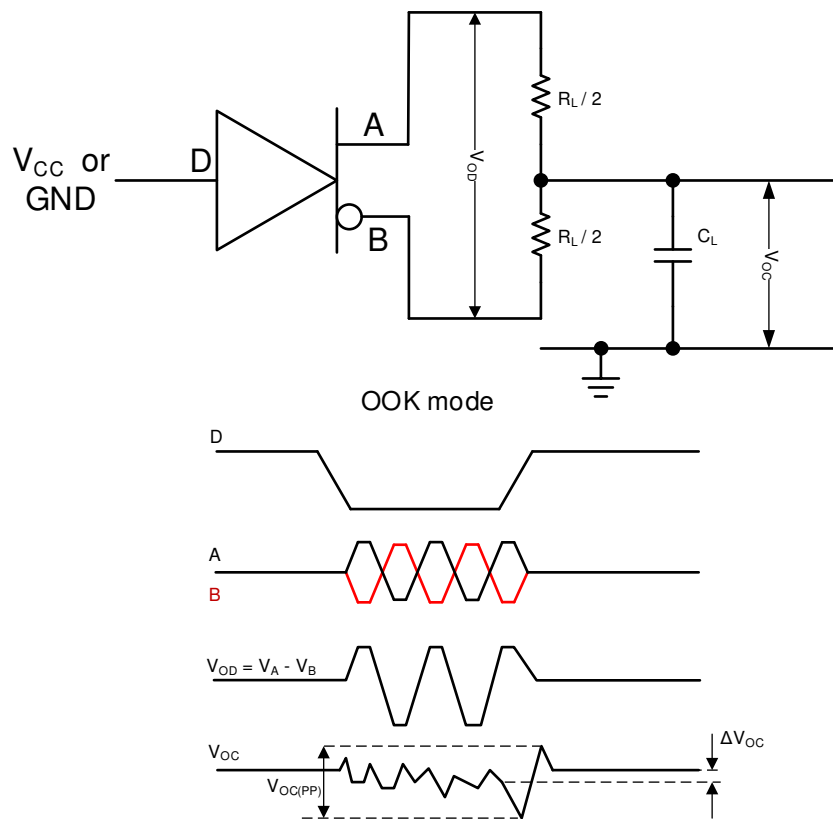 A
R_L / 2
V_CC or
GND
D
V_OD
B
R_L / 2
C_L
V_OC
OOK mode
D
A
B
V_OD = V_A - V_B
V_OC
ΔV_OC
V_OC(PP)